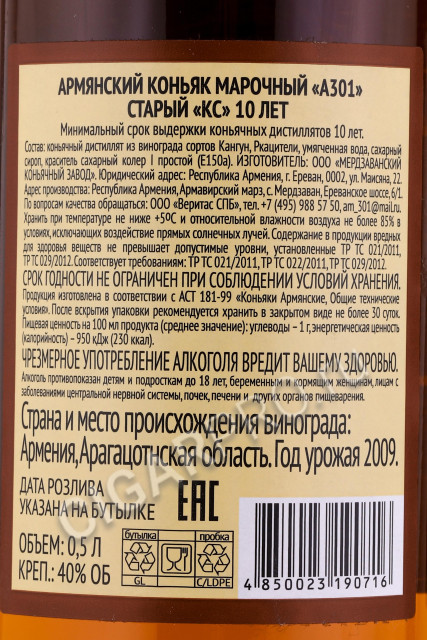 АРМЯНСКИЙ КОНЬЯК МАРОЧНЫЙ «А301»
СТАРЫЙ «КС» 10 ЛЕТ
Минимальный срок выдержки коньячных дистиллятов 10 лет.
Состав: коньячный дистиллят из винограда сортов Кангун, Ркацители, умягченная вода, сахарный
сироп, краситель сахарный колер I простой (Е150а). ИЗГОТОВИТЕЛЬ: ООО «МЕРДЗАВАНСКИЙ
КОНЬЯЧНЫЙ ЗАВОД». Юридический адрес: Республика Армения, г. Ереван, 0002, ул. Маисяна, 22.
Адрес производства: Республика Армения, Армавирский марз, с. Мердзаван, Ереванское шоссе, 6/1.
По вопросам качества обращаться: ООО «Веритас СПБ», тел. +7 (495) 988 57 50, am_301@mail.ru.
Хранить при температуре не ниже +5°С и относительной влажности воздуха не более 85% в
условиях, исключающих воздействие прямых солнечных лучей. Содержание в продукции вредных
для здоровья веществ не превышает допустимые уровни, установленные ТР ТС 021/2011,
ТР ТС 029/2012. Соответствует требованиям: ТР ТС 021/2011, ТР ТС 022/2011, ТР ТС 029/2012.
СРОК ГОДНОСТИ НЕ ОГРАНИЧЕН ПРИ СОБЛЮДЕНИИ УСЛОВИЙ ХРАНЕНИЯ.
Продукция изготовлена в соответствии с АСТ 181-99 «Коньяки Армянские, Общие технические
условия». После вскрытия упаковки рекомендуется хранить в закрытом виде не более 30 суток.
Пищевая ценность на 100 мл продукта (среднее значение): углеводы – 1 г, энергетическая ценность
(калорийность) – 950 кДж (230 ккал).
ЧРЕЗМЕРНОЕ УПОТРЕБЛЕНИЕ АЛКОГОЛЯ ВРЕДИТ ВАШЕМУ ЗДОРОВЬЮ.
Алкоголь противопоказан детям и подросткам до 18 лет, беременным и кормящим женщинам, лицам с
заболеваниями центральной нервной системы, почек, печени и других органов пищеварения.
Страна и место происхождения винограда:
Армения, Арагацотнская область. Год урожая 2009.
ДАТА РОЗЛИВА
УКАЗАНА НА БУТЫЛКЕ
EAC
ОБЪЕМ: 0,5 Л
КРЕП.: 40% ОБ
бутылка
GL
пробка
C/LDPE
4 850023 190716
CIGARPRO.RU